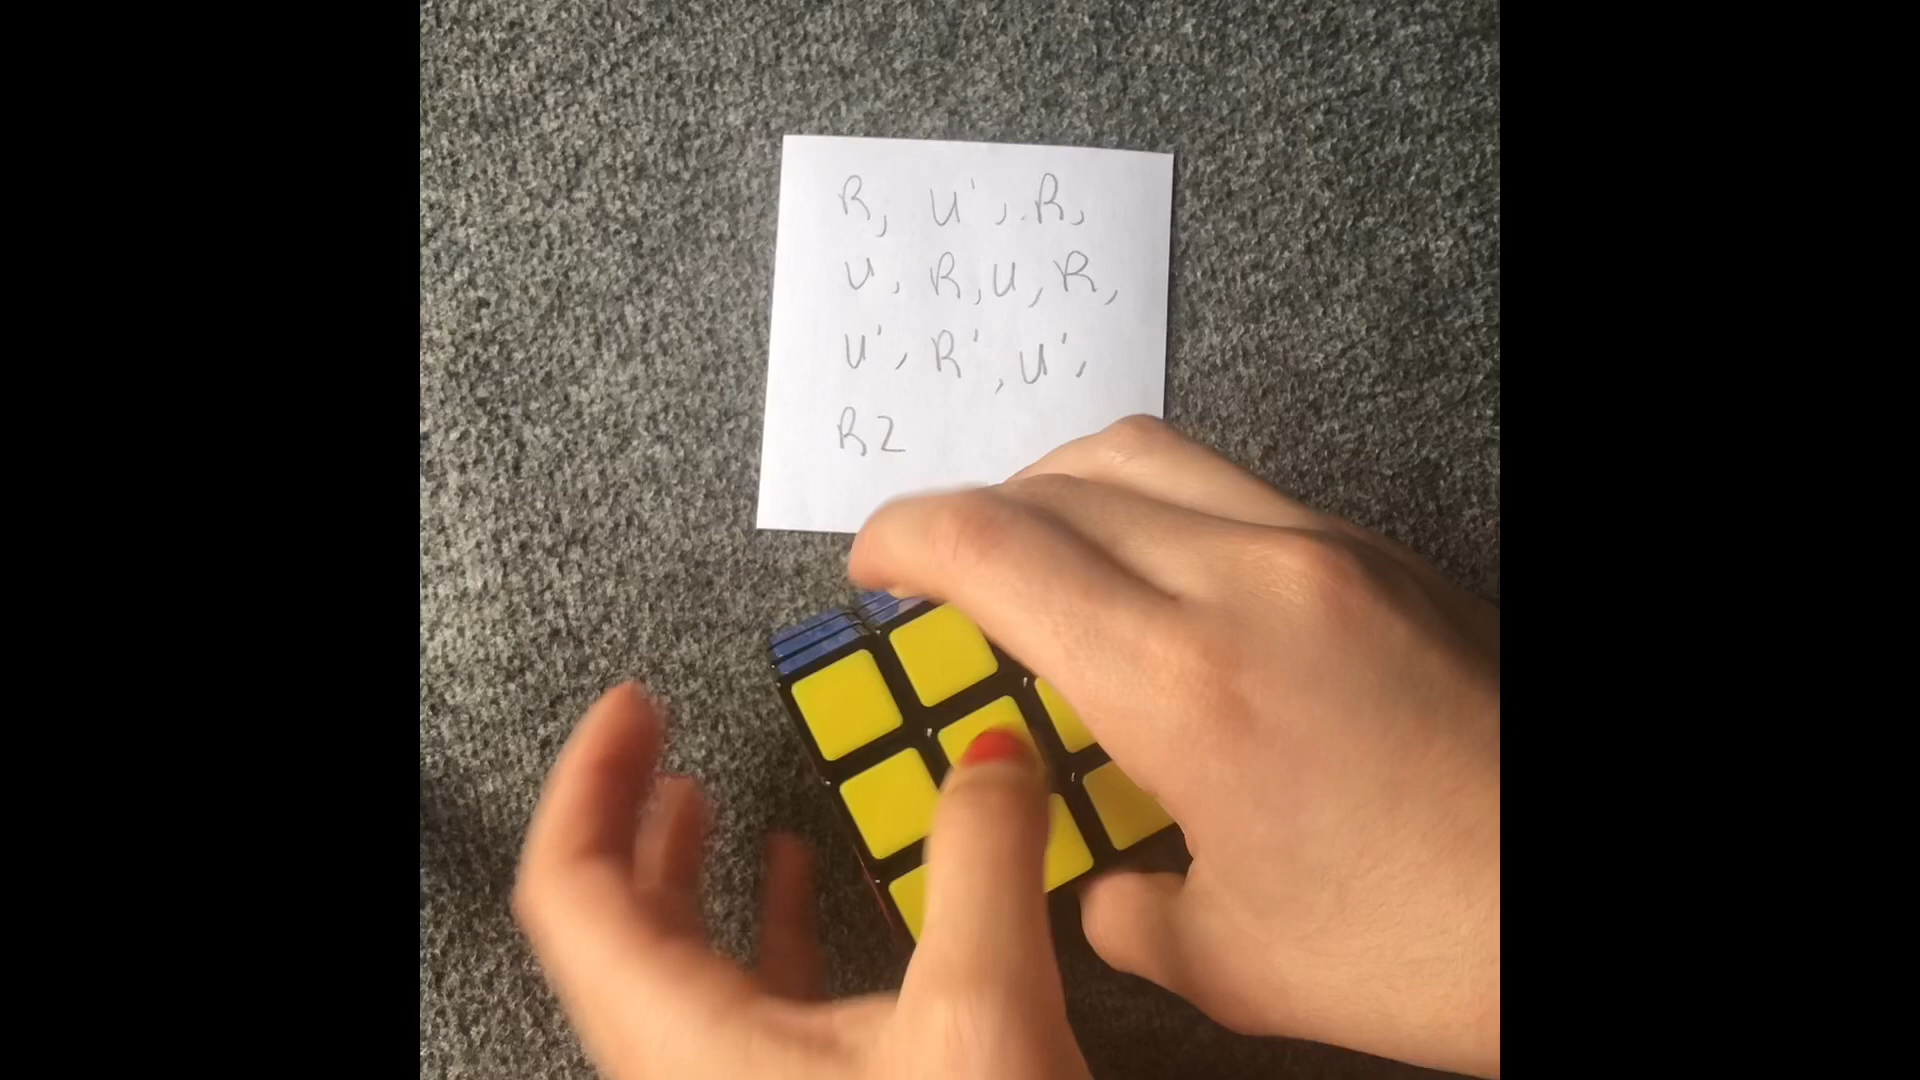 R, U', R,
U, R, U, R,
U', R', U',
R2